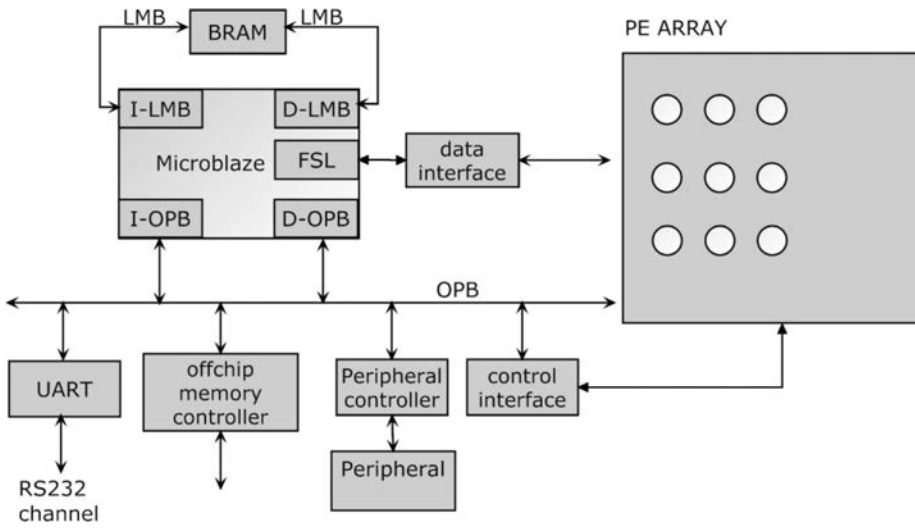 LMB
LMB
BRAM
PE ARRAY
I-LMB
D-LMB
Microblaze
FSL
data
interface
I-OPB
D-OPB
OPB
UART
offchip
memory
controller
Peripheral
controller
control
interface
Peripheral
RS232
channel